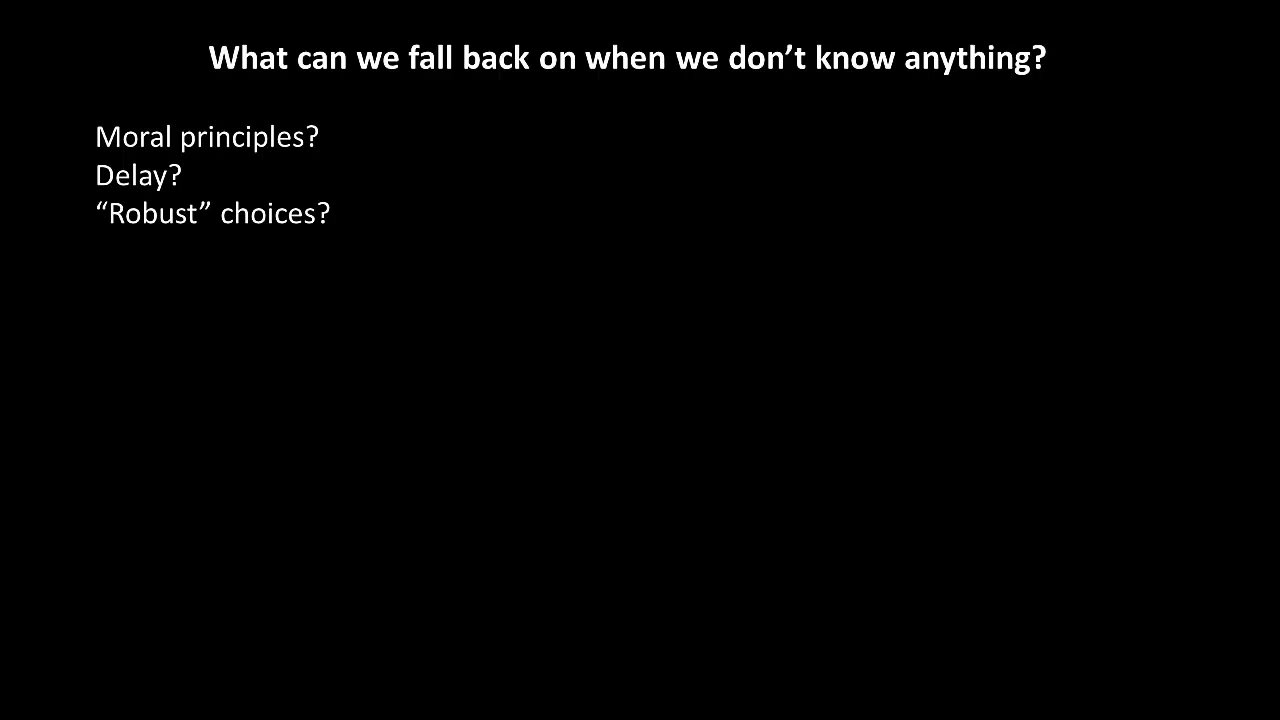 What can we fall back on when we don’t know anything?
Moral principles?
Delay?
“Robust” choices?